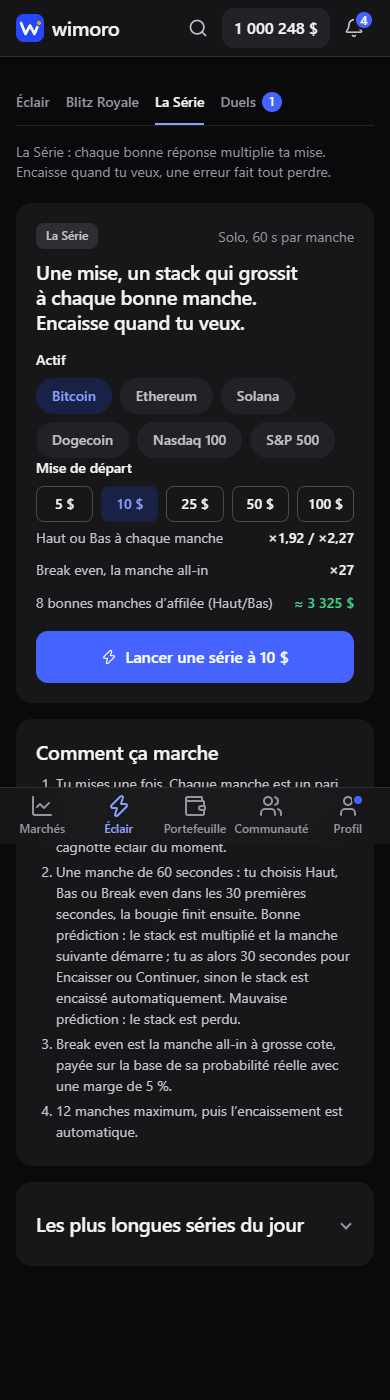 wimoro
1 000 248 $
4
Éclair
Blitz Royale
La Série
Duels
1
La Série : chaque bonne réponse multiplie ta mise.
Encaisse quand tu veux, une erreur fait tout perdre.
La Série
Solo, 60 s par manche
Une mise, un stack qui grossit
à chaque bonne manche.
Encaisse quand tu veux.
Actif
Bitcoin
Ethereum
Solana
Dogecoin
Nasdaq 100
S&P 500
Mise de départ
5 $
10 $
25 $
50 $
100 $
Haut ou Bas à chaque manche
×1,92 / ×2,27
Break even, la manche all-in
×27
8 bonnes manches d'affilée (Haut/Bas)
≈ 3 325 $
Lancer une série à 10 $
Comment ça marche
1. Tu mises une fois. Chaque manche est un pari
Marchés
Éclair
Portefeuille
Communauté
Profil
cagnotte éclair du moment.
2. Une manche de 60 secondes : tu choisis Haut,
Bas ou Break even dans les 30 premières
secondes, la bougie finit ensuite. Bonne
prédiction : le stack est multiplié et la manche
suivante démarre ; tu as alors 30 secondes pour
Encaisser ou Continuer, sinon le stack est
encaissé automatiquement. Mauvaise
prédiction : le stack est perdu.
3. Break even est la manche all-in à grosse cote,
payée sur la base de sa probabilité réelle avec
une marge de 5 %.
4. 12 manches maximum, puis l'encaissement est
automatique.
Les plus longues séries du jour